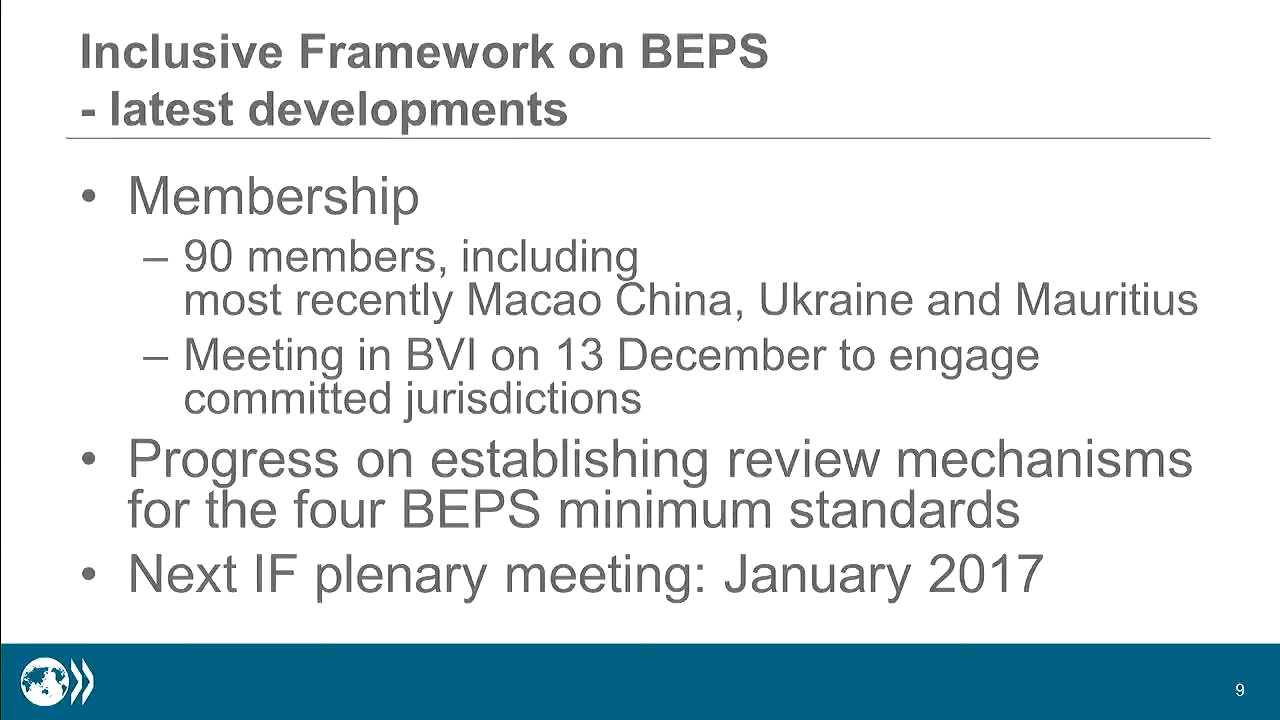 Inclusive Framework on BEPS
- latest developments
• Membership
– 90 members, including
most recently Macao China, Ukraine and Mauritius
– Meeting in BVI on 13 December to engage
committed jurisdictions
• Progress on establishing review mechanisms
for the four BEPS minimum standards
• Next IF plenary meeting: January 2017
9